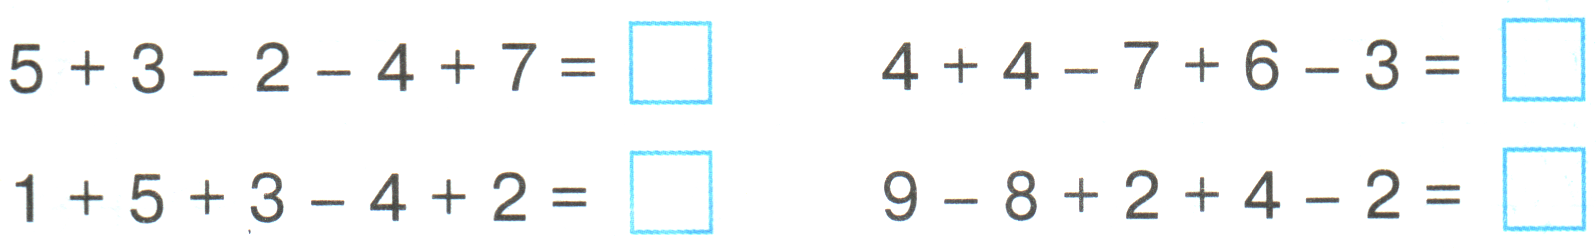 5 + 3 – 2 – 4 + 7 =
4 + 4 – 7 + 6 – 3 =
1 + 5 + 3 – 4 + 2 =
9 – 8 + 2 + 4 – 2 =